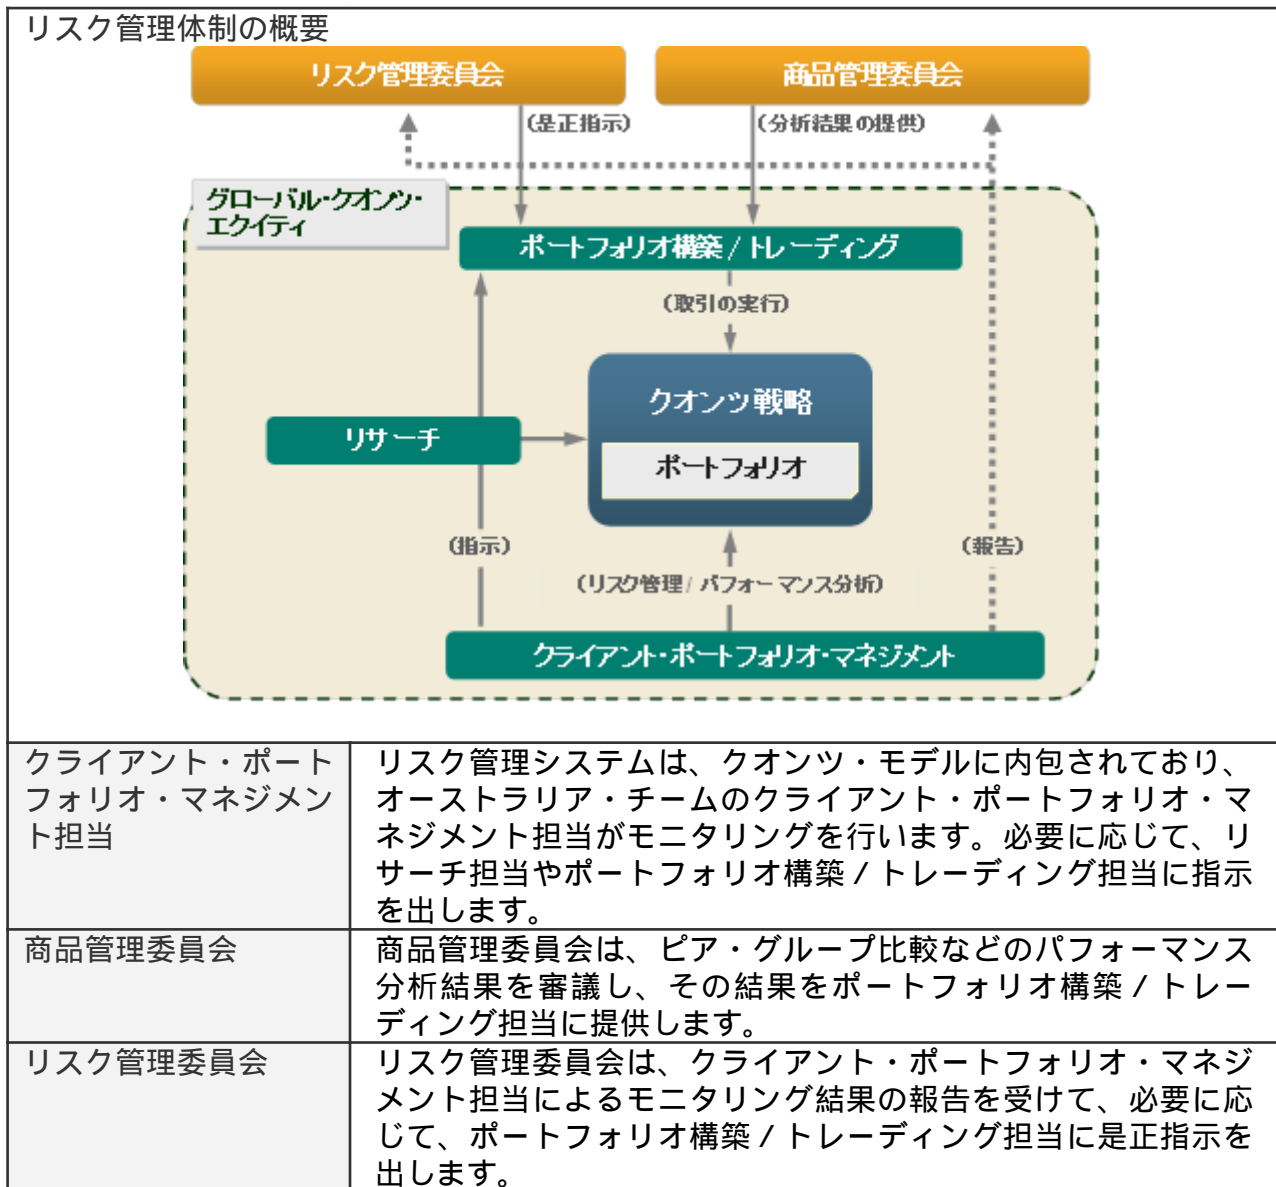 リスク管理体制の概要
リスク管理委員会
商品管理委員会
(是正指示)
(分析結果の提供)
グローバル・クオンツ・
エクイティ
ポートフォリオ構築 / トレーディング
(取引の実行)
クオンツ戦略
リサーチ
ポートフォリオ
(指示)
(報告)
(リスク管理/ パフォーマンス分析)
クライアント・ポートフォリオ・マネジメント
クライアント・ポート
フォリオ・マネジメン
ト担当
リスク管理システムは、クオンツ・モデルに内包されており、
オーストラリア・チームのクライアント・ポートフォリオ・マ
ネジメント担当がモニタリングを行います。必要に応じて、リ
サーチ担当やポートフォリオ構築/トレーディング担当に指示
を出します。
商品管理委員会
商品管理委員会は、ピア・グループ比較などのパフォーマンス
分析結果を審議し、その結果をポートフォリオ構築/トレー
ディング担当に提供します。
リスク管理委員会
リスク管理委員会は、クライアント・ポートフォリオ・マネジ
メント担当によるモニタリング結果の報告を受けて、必要に応
じて、ポートフォリオ構築/トレーディング担当に是正指示を
出します。